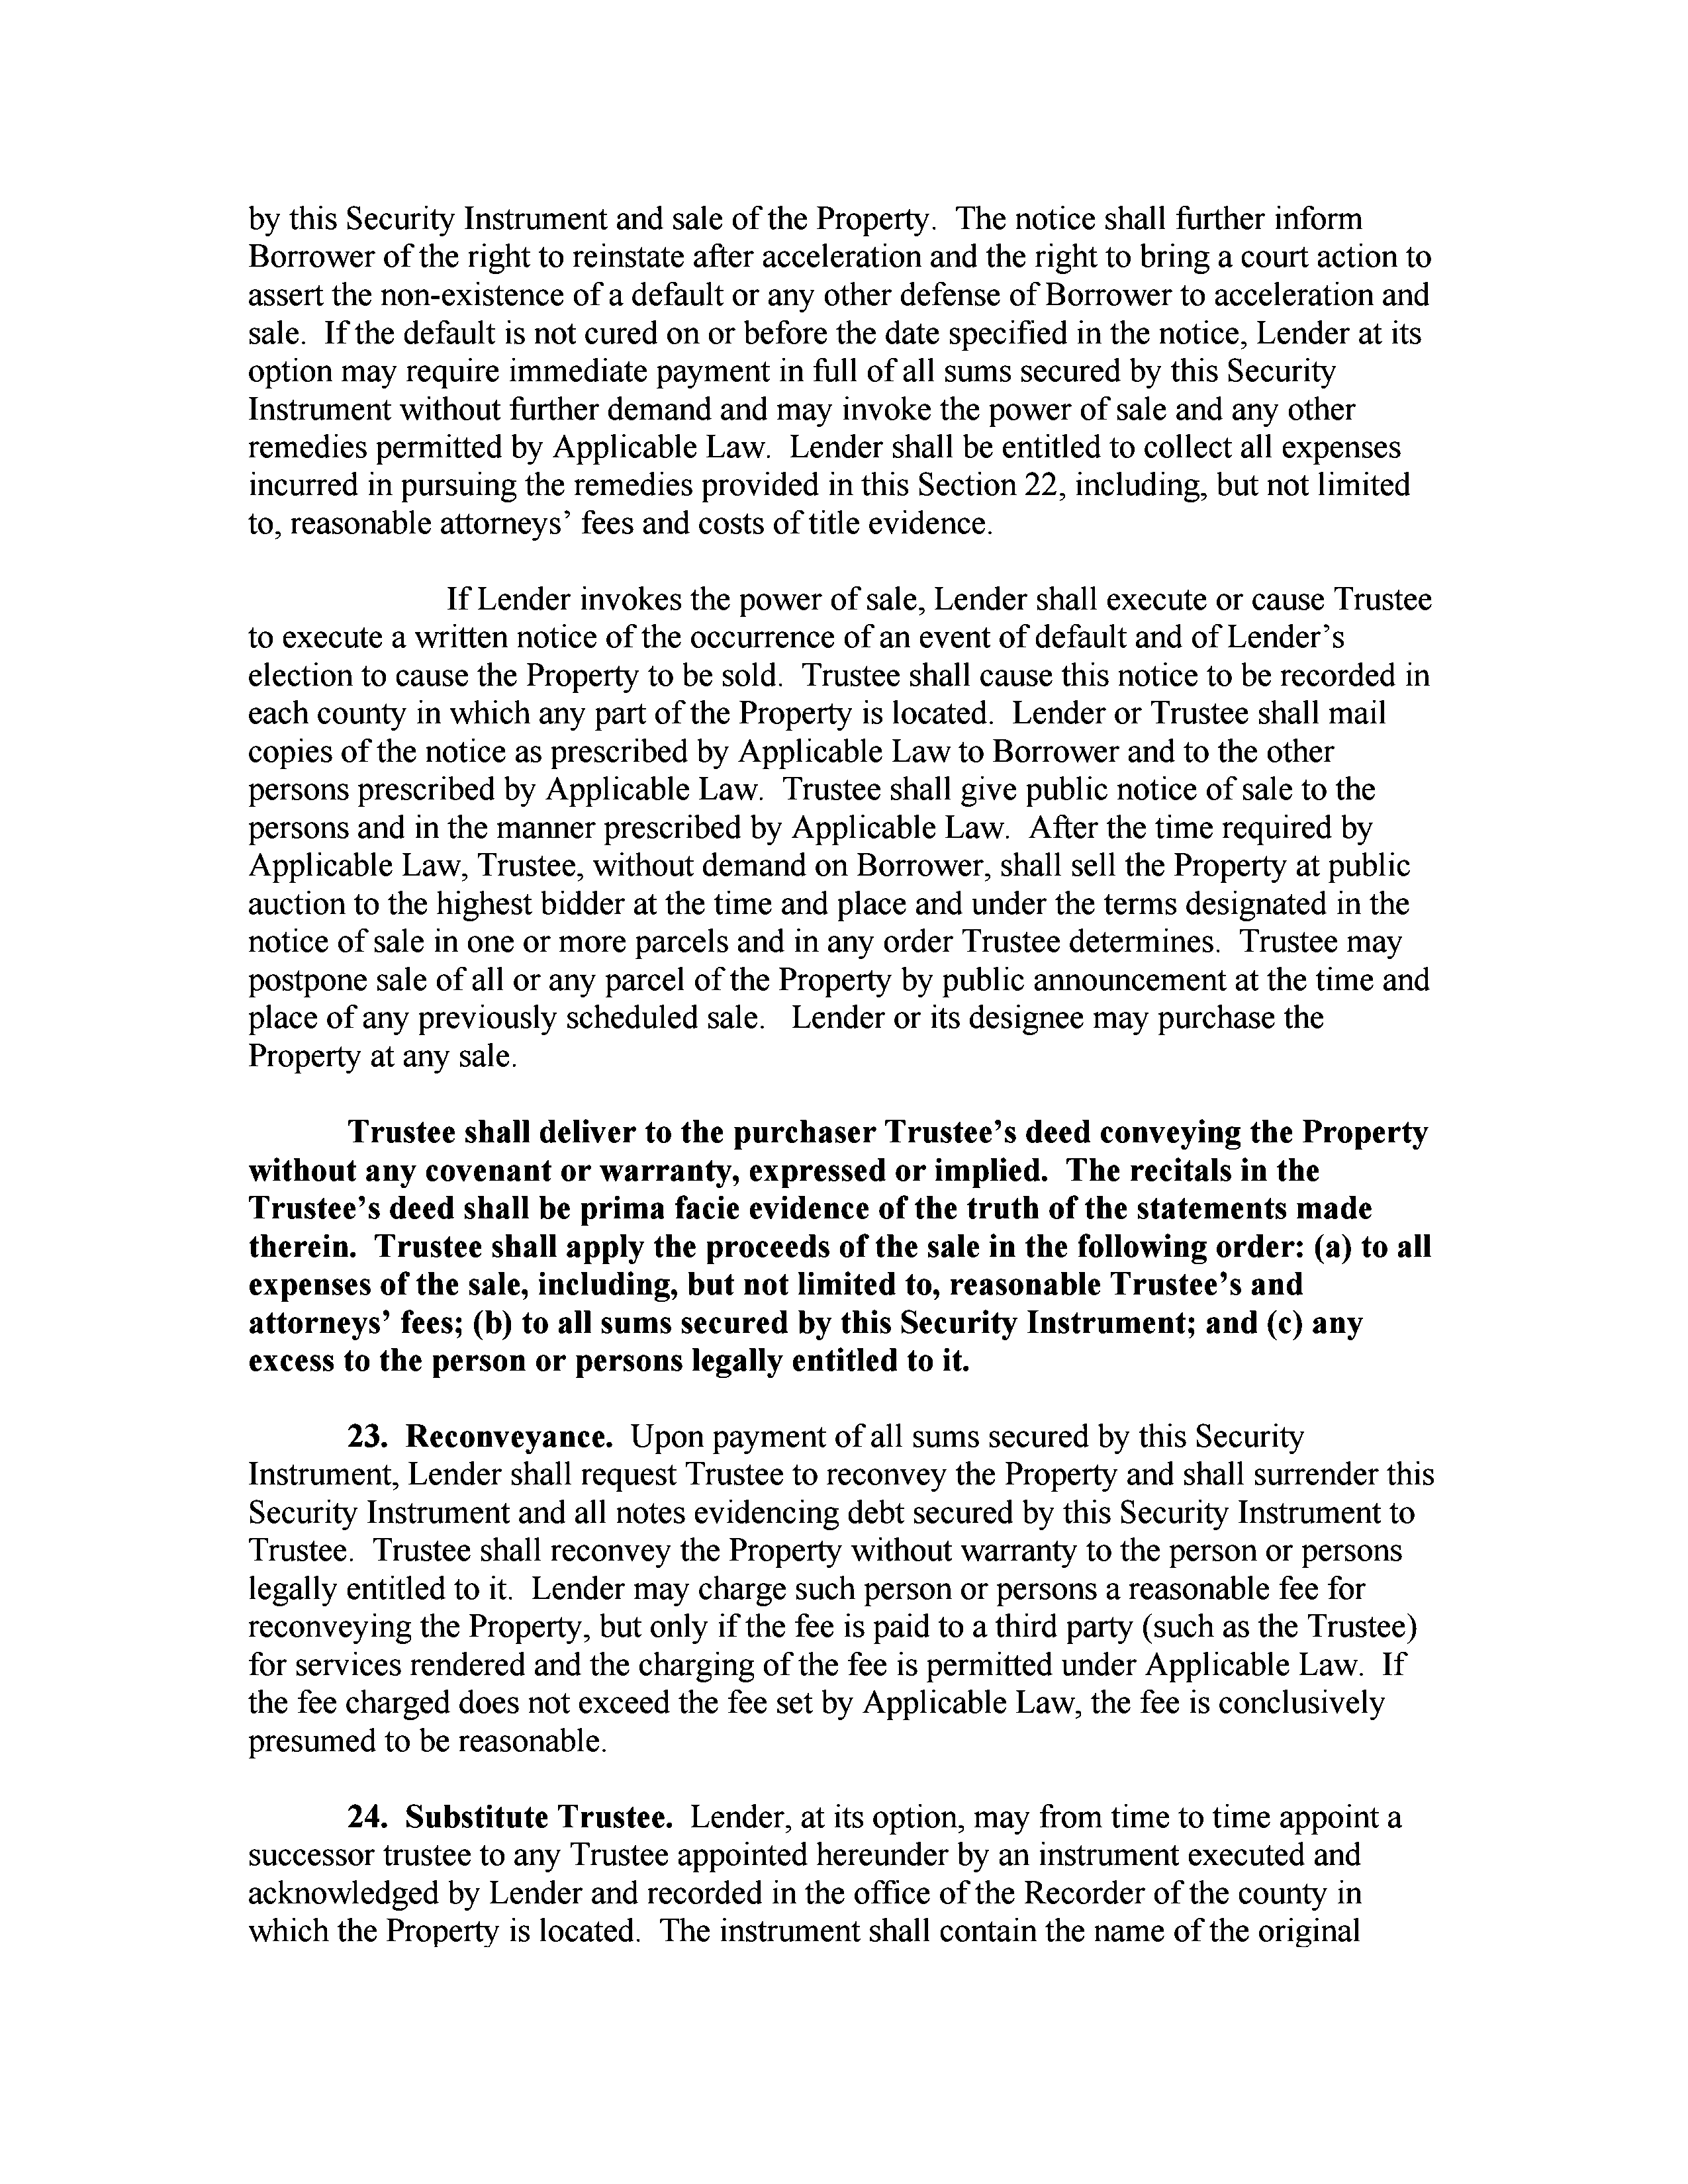 by this Security Instrument and sale of the Property.  The notice shall further inform
Borrower of the right to reinstate after acceleration and the right to bring a court action to
assert the non-existence of a default or any other defense of Borrower to acceleration and
sale.  If the default is not cured on or before the date specified in the notice, Lender at its
option may require immediate payment in full of all sums secured by this Security
Instrument without further demand and may invoke the power of sale and any other
remedies permitted by Applicable Law.  Lender shall be entitled to collect all expenses
incurred in pursuing the remedies provided in this Section 22, including, but not limited
to, reasonable attorneys’ fees and costs of title evidence.

If Lender invokes the power of sale, Lender shall execute or cause Trustee
to execute a written notice of the occurrence of an event of default and of Lender’s
election to cause the Property to be sold.  Trustee shall cause this notice to be recorded in
each county in which any part of the Property is located.  Lender or Trustee shall mail
copies of the notice as prescribed by Applicable Law to Borrower and to the other
persons prescribed by Applicable Law.  Trustee shall give public notice of sale to the
persons and in the manner prescribed by Applicable Law.  After the time required by
Applicable Law, Trustee, without demand on Borrower, shall sell the Property at public
auction to the highest bidder at the time and place and under the terms designated in the
notice of sale in one or more parcels and in any order Trustee determines.  Trustee may
postpone sale of all or any parcel of the Property by public announcement at the time and
place of any previously scheduled sale.   Lender or its designee may purchase the
Property at any sale.

Trustee shall deliver to the purchaser Trustee’s deed conveying the Property
without any covenant or warranty, expressed or implied.  The recitals in the
Trustee’s deed shall be prima facie evidence of the truth of the statements made
therein.  Trustee shall apply the proceeds of the sale in the following order: (a) to all
expenses of the sale, including, but not limited to, reasonable Trustee’s and
attorneys’ fees; (b) to all sums secured by this Security Instrument; and (c) any
excess to the person or persons legally entitled to it.

23.  Reconveyance.  Upon payment of all sums secured by this Security
Instrument, Lender shall request Trustee to reconvey the Property and shall surrender this
Security Instrument and all notes evidencing debt secured by this Security Instrument to
Trustee.  Trustee shall reconvey the Property without warranty to the person or persons
legally entitled to it.  Lender may charge such person or persons a reasonable fee for
reconveying the Property, but only if the fee is paid to a third party (such as the Trustee)
for services rendered and the charging of the fee is permitted under Applicable Law.  If
the fee charged does not exceed the fee set by Applicable Law, the fee is conclusively
presumed to be reasonable.

24.  Substitute Trustee.  Lender, at its option, may from time to time appoint a
successor trustee to any Trustee appointed hereunder by an instrument executed and
acknowledged by Lender and recorded in the office of the Recorder of the county in
which the Property is located.  The instrument shall contain the name of the original